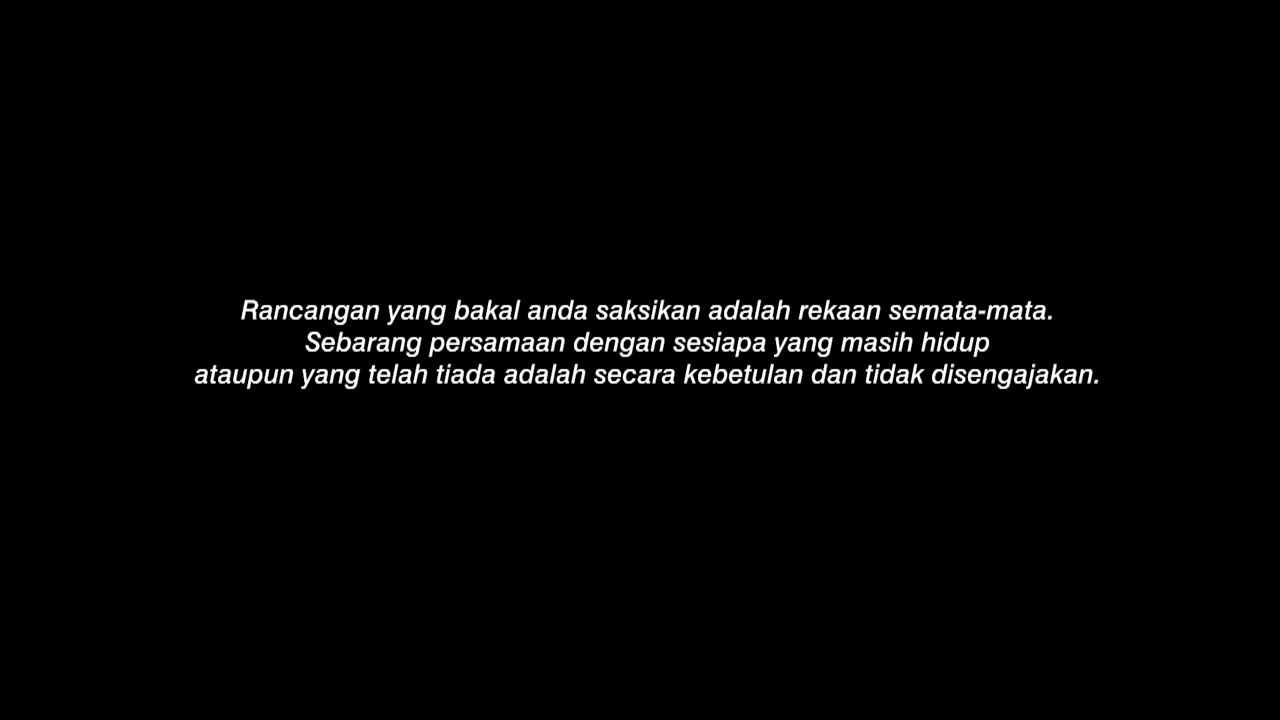 Rancangan yang bakal anda saksikan adalah rekaan semata-mata.
Sebarang persamaan dengan sesiapa yang masih hidup
ataupun yang telah tiada adalah secara kebetulan dan tidak disengajakan.